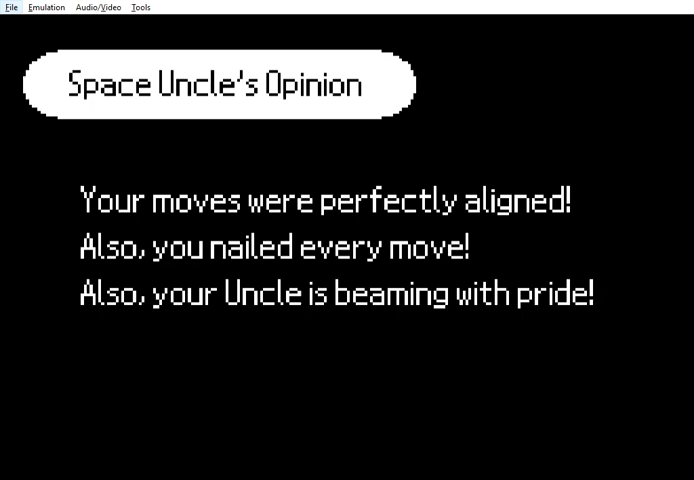 File Emulation Audio/Video Tools
Space Uncle's Opinion
Your moves were perfectly aligned!
Also, you nailed every move!
Also, your Uncle is beaming with pride!